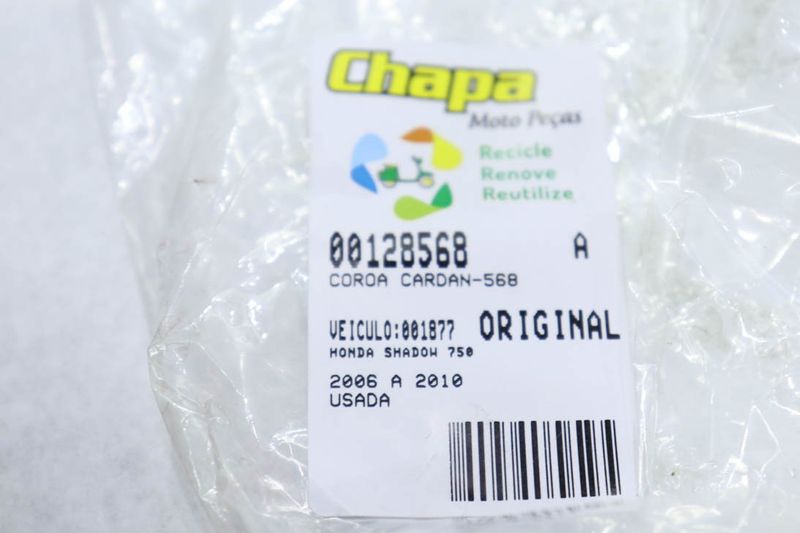 Chapa
Moto Peças
Recicle
Renove
Reutilize
00128568 A
COROA CARDAN-568
VEICULO:001877 ORIGINAL
HONDA SHADOW 750
2006 A 2010
USADA